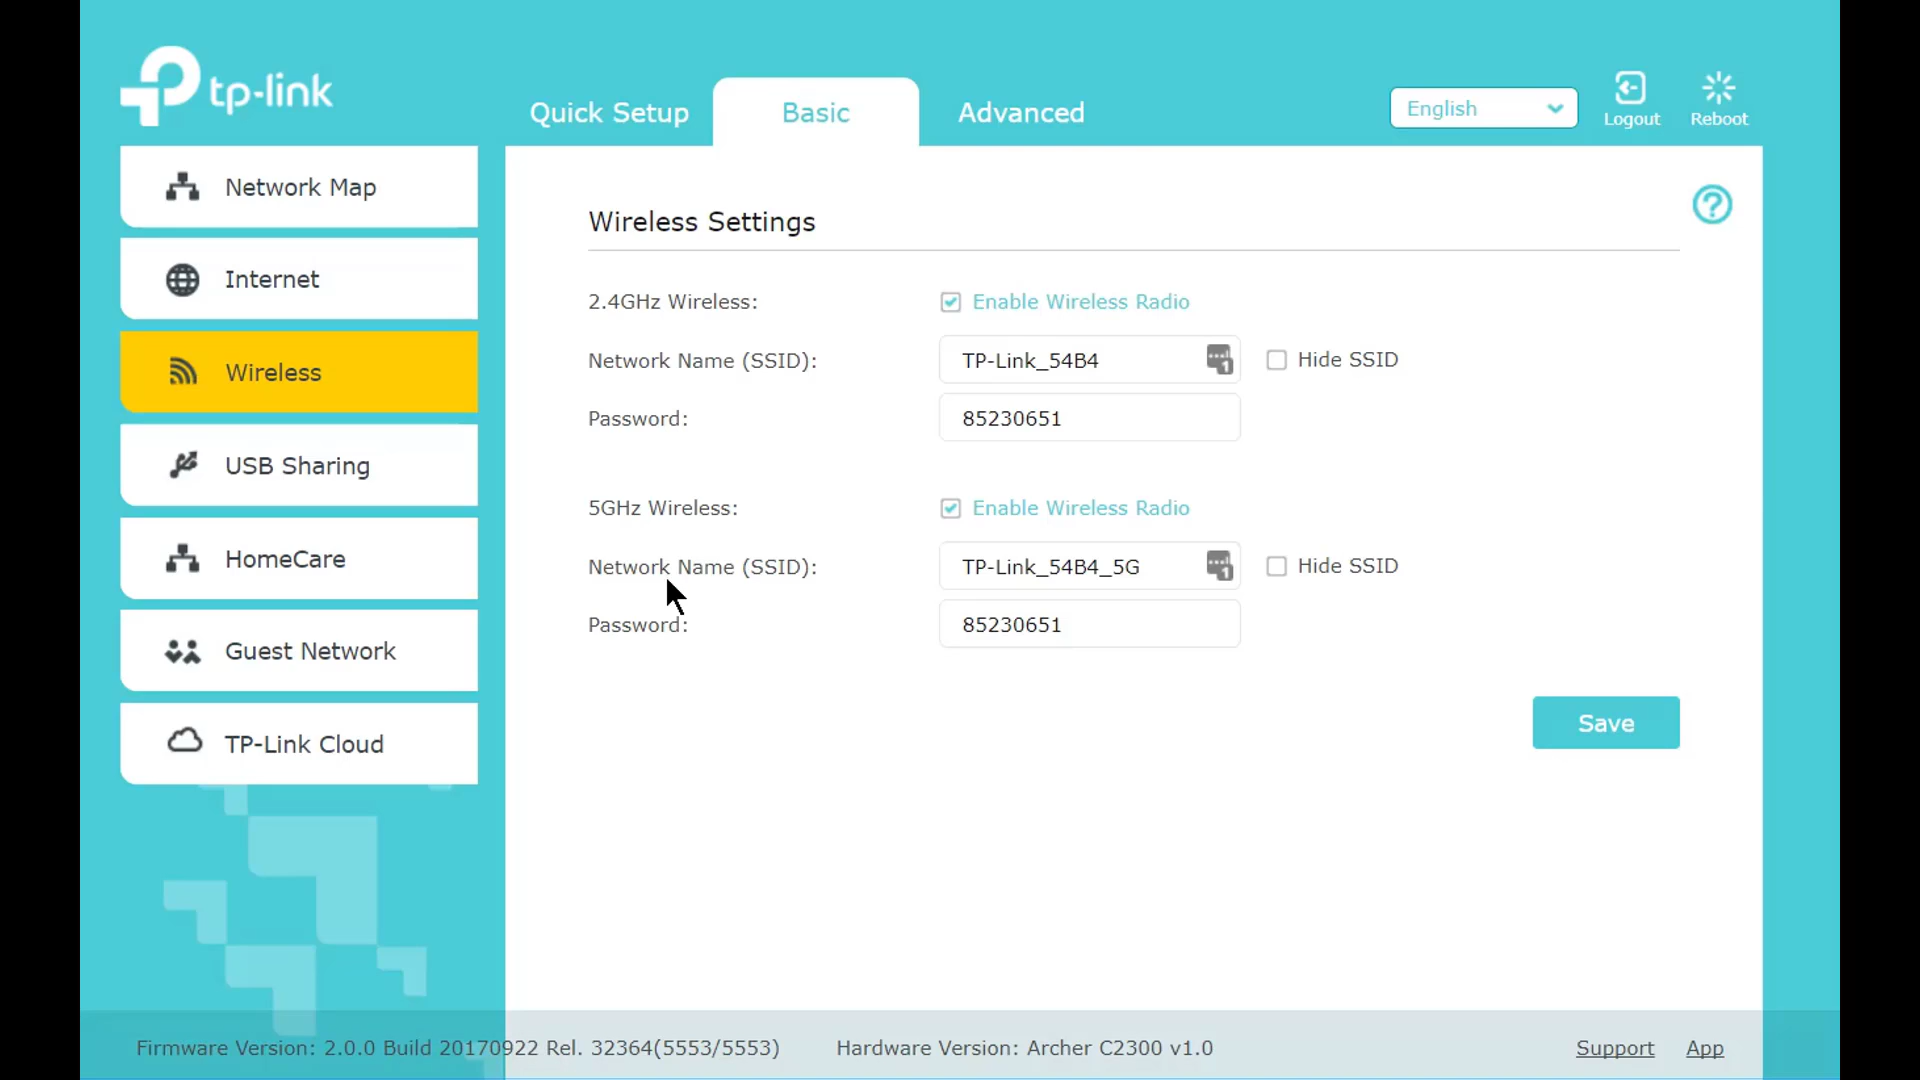 tp-link
Quick Setup
Basic
Advanced
English
Logout
Reboot
Network Map
Internet
Wireless
USB Sharing
HomeCare
Guest Network
TP-Link Cloud
Wireless Settings
?
2.4GHz Wireless: Enable Wireless Radio
Network Name (SSID): TP-Link_54B4 1 Hide SSID
Password: 85230651
5GHz Wireless: Enable Wireless Radio
Network Name (SSID): TP-Link_54B4_5G 1 Hide SSID
Password: 85230651
Save
Firmware Version: 2.0.0 Build 20170922 Rel. 32364(5553/5553) Hardware Version: Archer C2300 v1.0 Support App